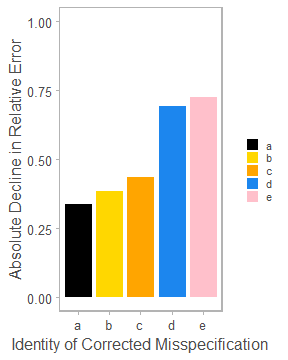 Absolute Decline in Relative Error
1.00
0.75
0.50
0.25
0.00
a b c d e
Identity of Corrected Misspecification
a
b
c
d
e